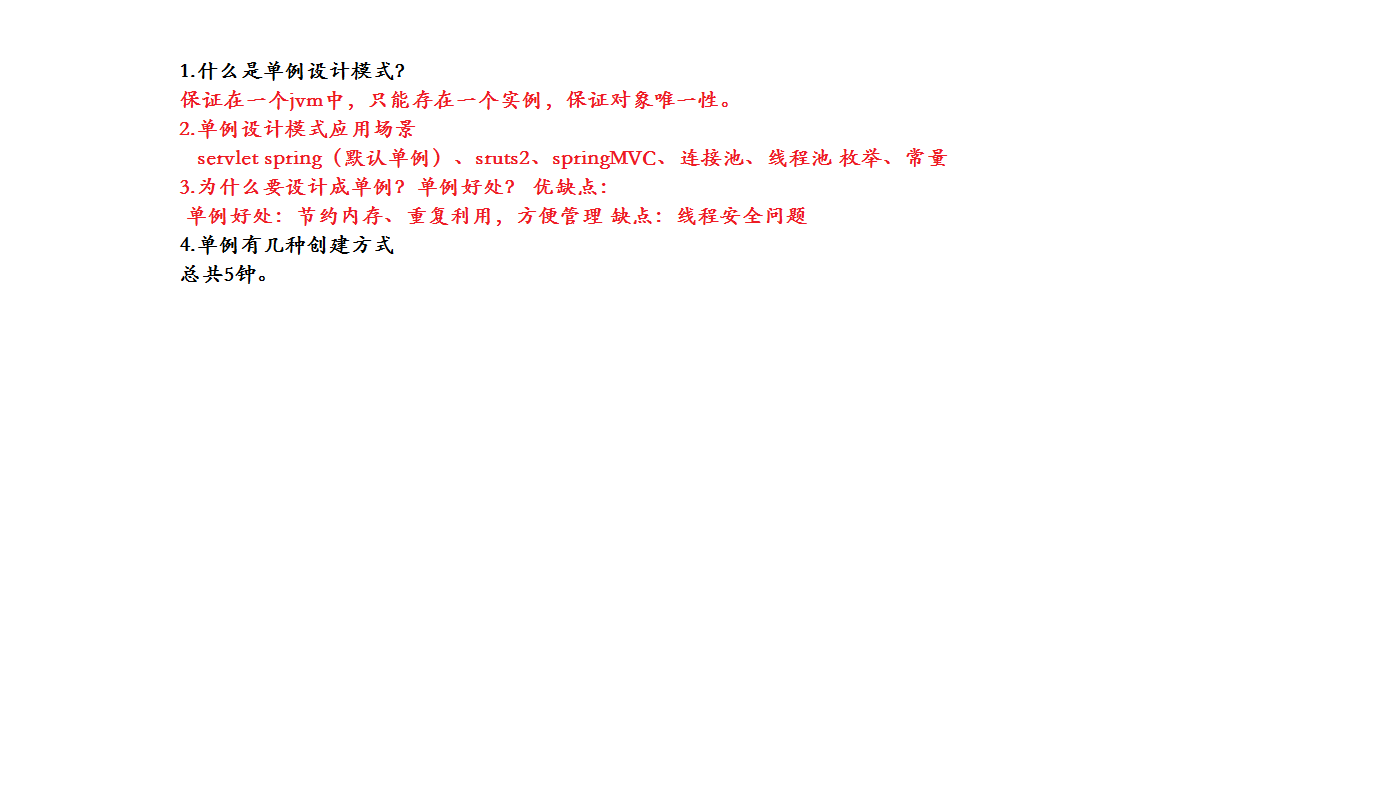 1.什么是单例设计模式?
保证在一个jvm中，只能存在一个实例，保证对象唯一性。
2.单例设计模式应用场景
servlet spring（默认单例）、sruts2、springMVC、连接池、线程池 枚举、常量
3.为什么要设计成单例？ 单例好处？ 优缺点：
单例好处：节约内存、重复利用，方便管理 缺点：线程安全问题
4.单例有几种创建方式
总共5钟。